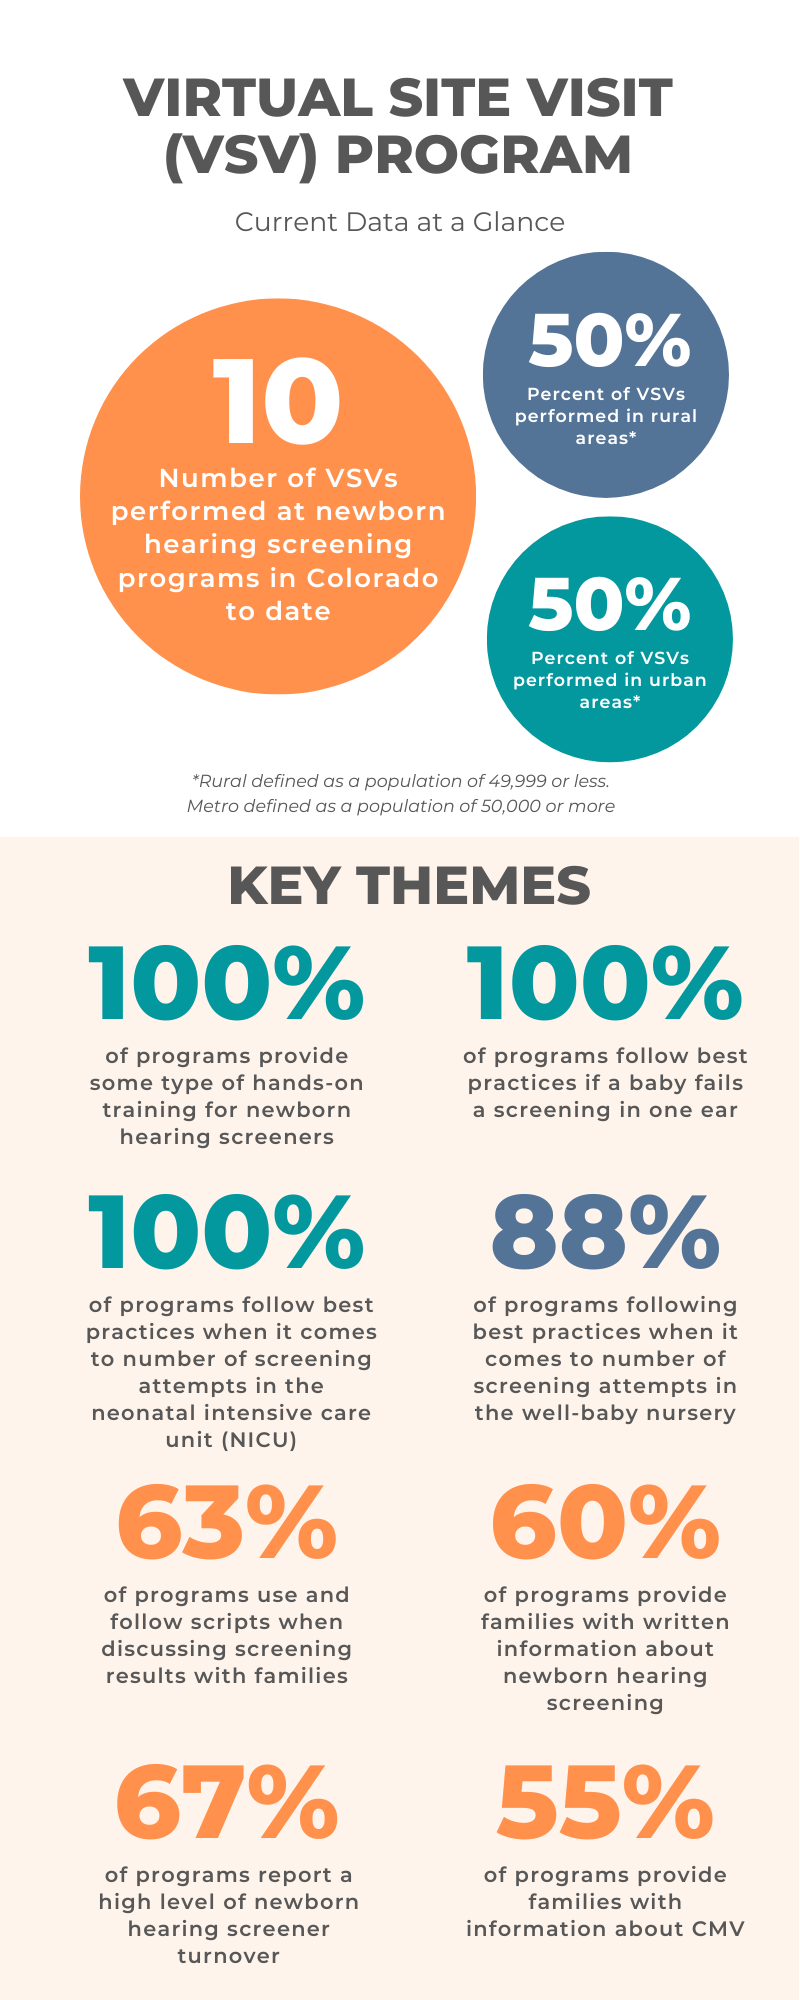 VIRTUAL SITE VISIT
(VSV) PROGRAM
Current Data at a Glance
10
Number of VSVs
performed at newborn
hearing screening
programs in Colorado
to date
50%
Percent of VSVs
performed in rural
areas*
50%
Percent of VSVs
performed in urban
areas*
*Rural defined as a population of 49,999 or less.
Metro defined as a population of 50,000 or more
KEY THEMES
100%
of programs provide
some type of hands-on
training for newborn
hearing screeners
100%
of programs follow best
practices if a baby fails
a screening in one ear
100%
of programs follow best
practices when it comes
to number of screening
attempts in the
neonatal intensive care
unit (NICU)
88%
of programs following
best practices when it
comes to number of
screening attempts in
the well-baby nursery
63%
of programs use and
follow scripts when
discussing screening
results with families
60%
of programs provide
families with written
information about
newborn hearing
screening
67%
of programs report a
high level of newborn
hearing screener
turnover
55%
of programs provide
families with
information about CMV